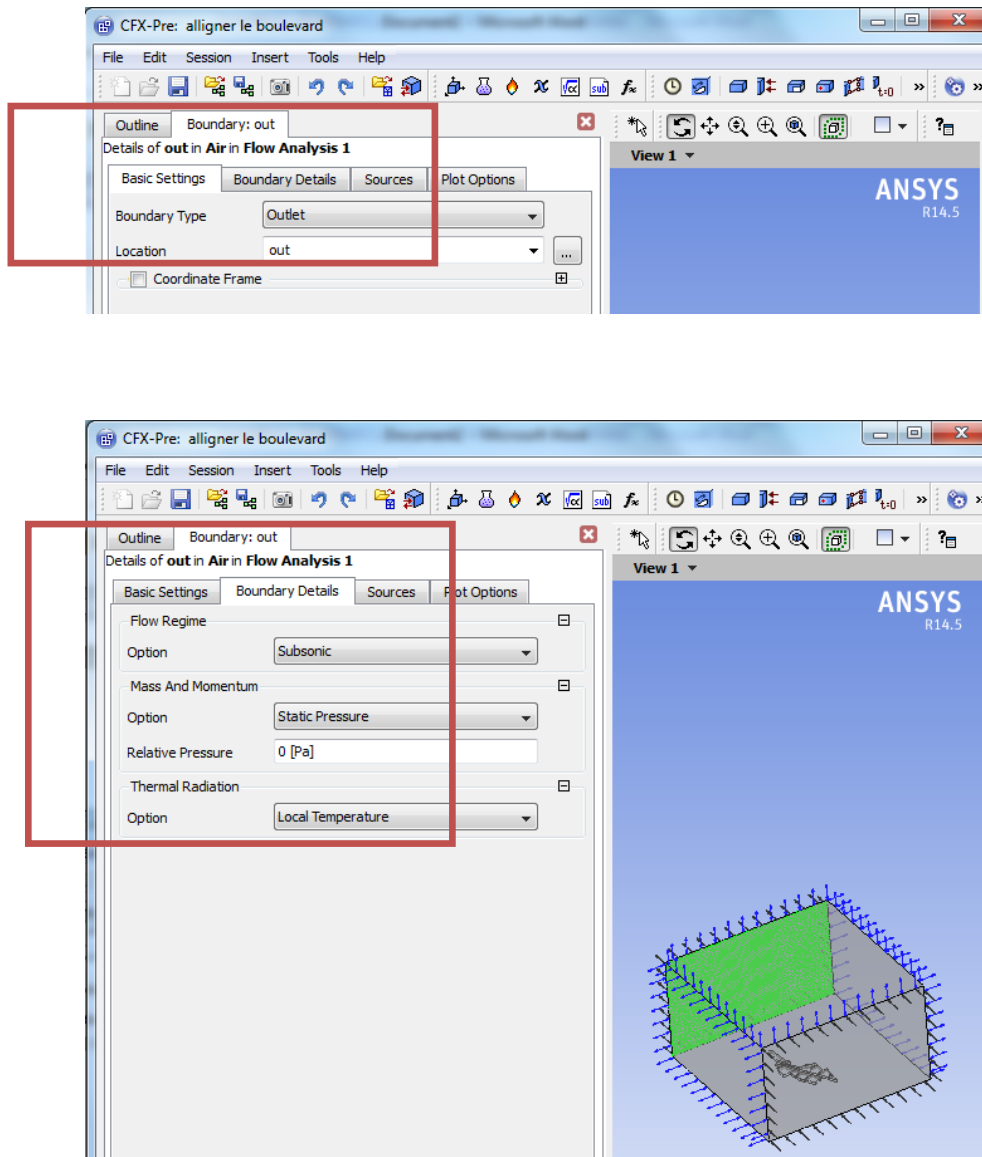 CFX-Pre: alligner le boulevard
File Edit Session Insert Tools Help
Outline Boundary: out
Details of out in Air in Flow Analysis 1
Basic Settings Boundary Details Sources Plot Options
Boundary Type Outlet
Location out ...
Coordinate Frame
View 1
ANSYS
R14.5
CFX-Pre: alligner le boulevard
File Edit Session Insert Tools Help
Outline Boundary: out
Details of out in Air in Flow Analysis 1
Basic Settings Boundary Details Sources Plot Options
Flow Regime
Option Subsonic
Mass And Momentum
Option Static Pressure
Relative Pressure 0 [Pa]
Thermal Radiation
Option Local Temperature
View 1
ANSYS
R14.5